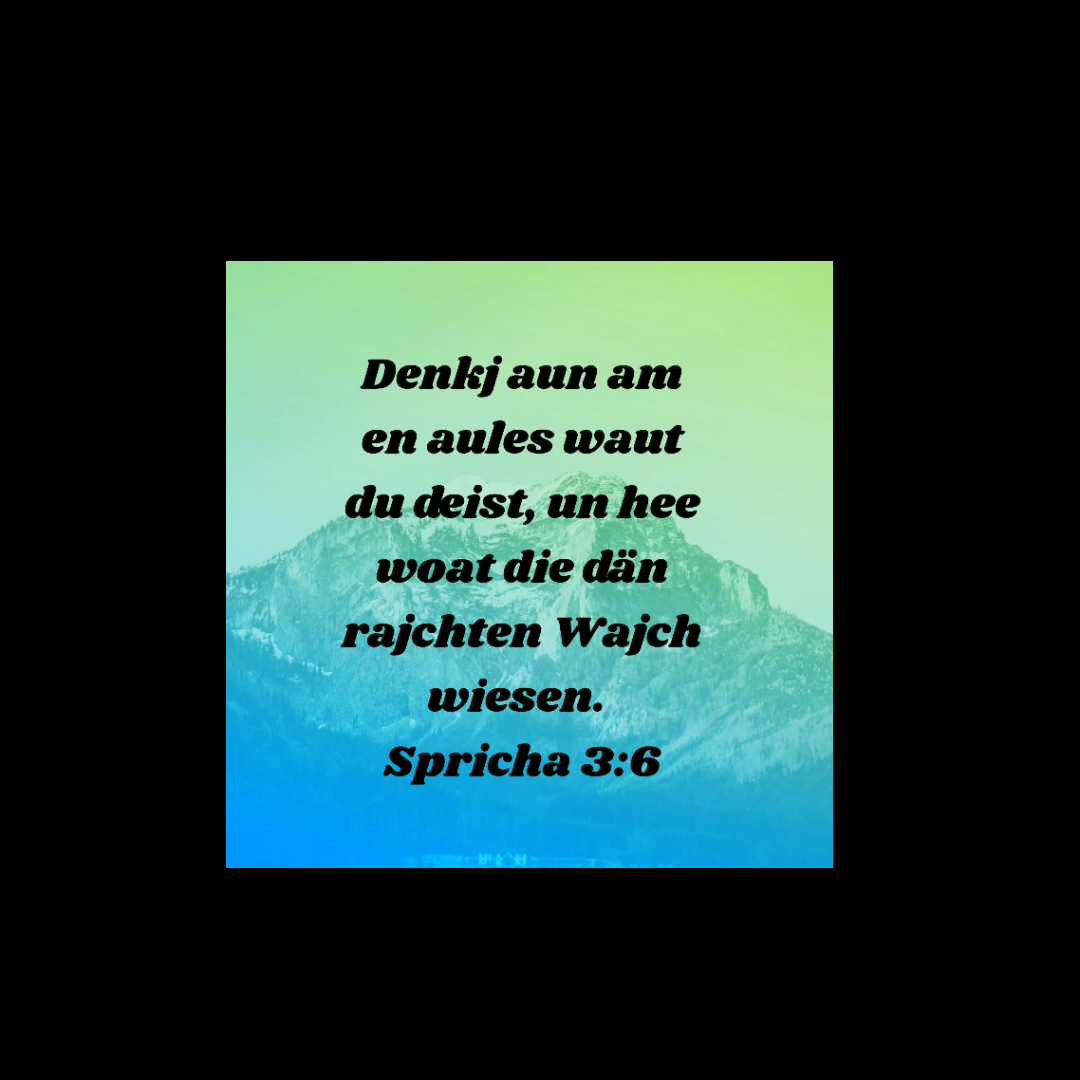 Denkj aun am
en aules waut
du deist, un hee
woat die dän
rajchten Wajch
wiesen.
Spricha 3:6